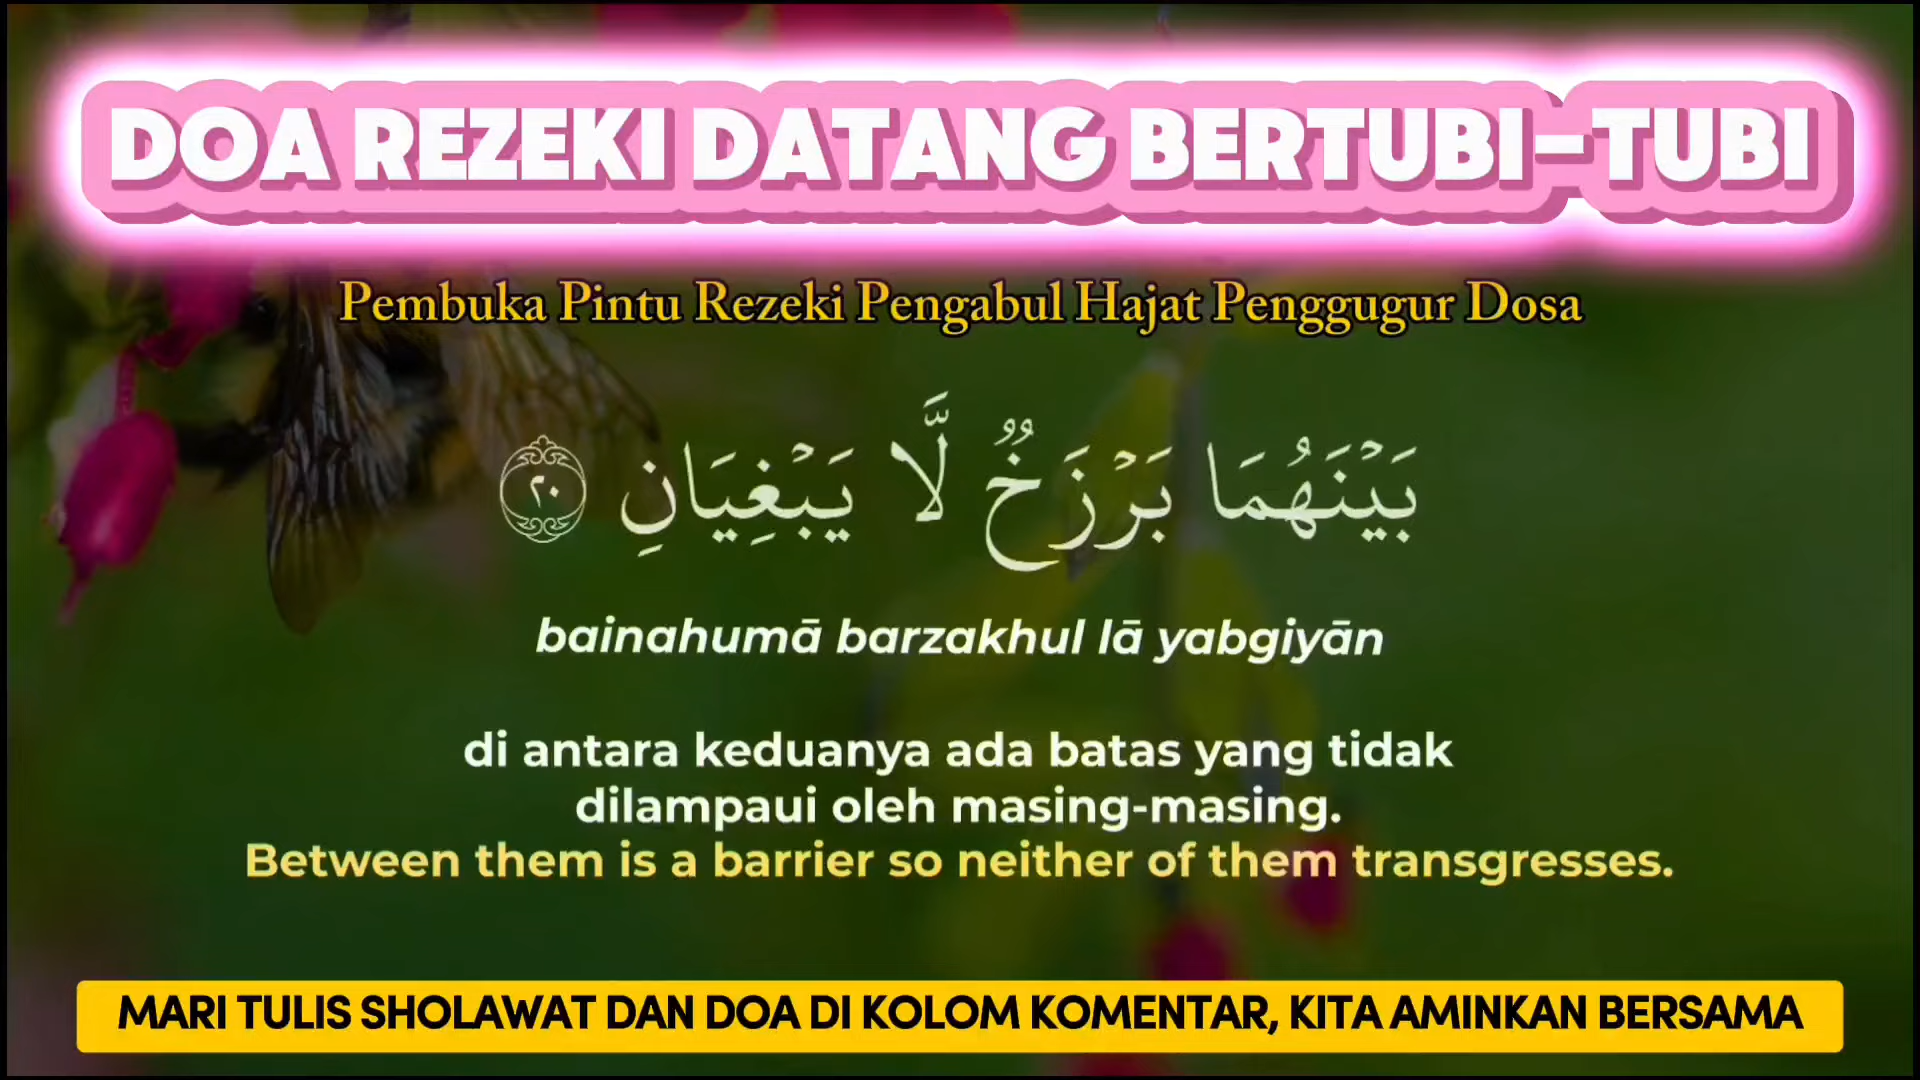 DOA REZEKI DATANG BERTUBI-TUBI
Pembuka Pintu Rezeki Pengabul Hajat Penggugur Dosa
بَيْنَهُمَا بَرْزَخٌ لَّا يَبْغِيَانِ ٢٠
bainahumā barzakhul lā yabgiyān
di antara keduanya ada batas yang tidak
dilampaui oleh masing-masing.
Between them is a barrier so neither of them transgresses.
MARI TULIS SHOLAWAT DAN DOA DI KOLOM KOMENTAR, KITA AMINKAN BERSAMA